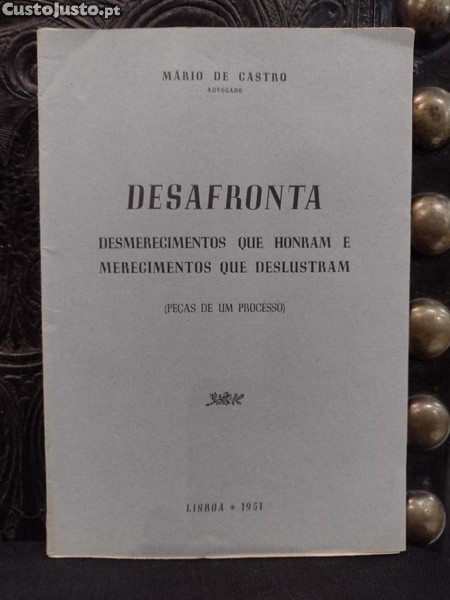 CustoJusto.pt
MÁRIO DE CASTRO
ADVOGADO
DESAFRONTA
DESMERECIMENTOS QUE HONRAM E
MERECIMENTOS QUE DESLUSTRAM
(PEÇAS DE UM PROCESSO)
LISBOA * 1951